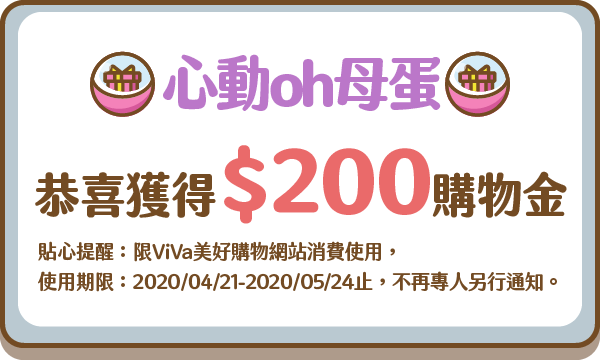 心動oh母蛋
恭喜獲得$200購物金
貼心提醒：限ViVa美好購物網站消費使用，
使用期限：2020/04/21-2020/05/24止，不再專人另行通知。